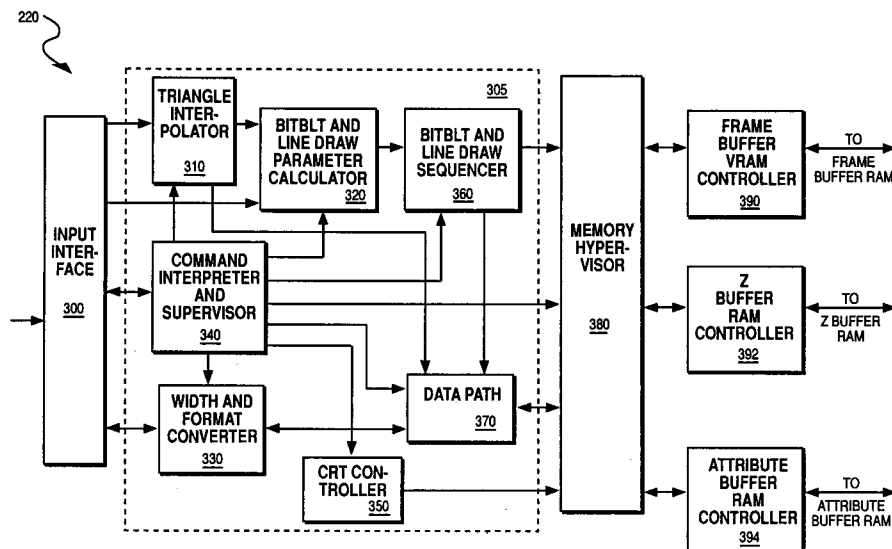 220
305
TRIANGLE
INTER-
POLATOR
310
BITBLT AND
LINE DRAW
PARAMETER
CALCULATOR
320
BITBLT AND
LINE DRAW
SEQUENCER
360
FRAME
BUFFER
VRAM
CONTROLLER
390
TO
FRAME
BUFFER RAM
INPUT
INTER-
FACE
300
COMMAND
INTERPRETER
AND
SUPERVISOR
340
MEMORY
HYPER-
VISOR
380
Z
BUFFER
RAM
CONTROLLER
392
TO
Z BUFFER
RAM
WIDTH AND
FORMAT
CONVERTER
330
DATA PATH
370
CRT CON-
TROLLER
350
ATTRIBUTE
BUFFER
RAM
CONTROLLER
394
TO
ATTRIBUTE
BUFFER RAM